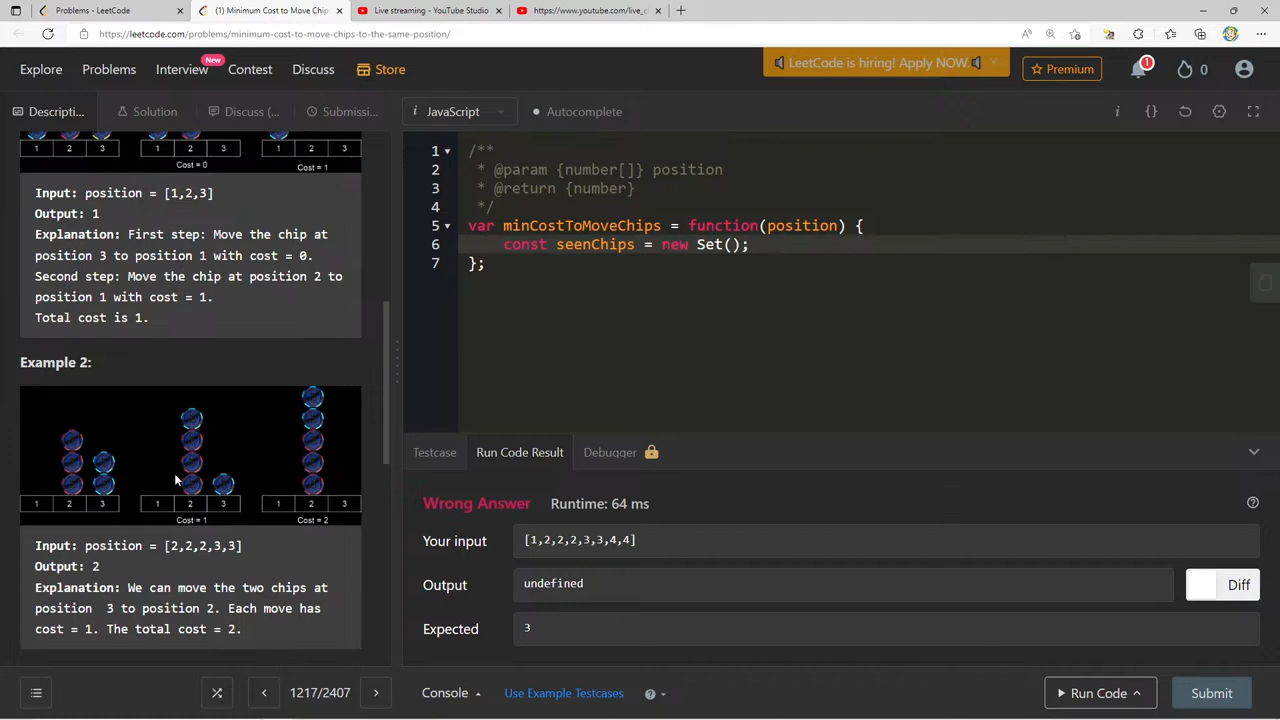 Problems - LeetCode
(1) Minimum Cost to Move Chip
Live streaming - YouTube Studio
https://www.youtube.com/live_cl
https://leetcode.com/problems/minimum-cost-to-move-chips-to-the-same-position/
Explore
Problems
Interview
New
Contest
Discuss
Store
LeetCode is hiring! Apply NOW.
Premium
1
0
Descripti...
Solution
Discuss (...
Submissi...
i
JavaScript
Autocomplete
1 2 3
1 2 3
1 2 3
Cost = 0
Cost = 1
Input: position = [1,2,3]
Output: 1
Explanation: First step: Move the chip at
position 3 to position 1 with cost = 0.
Second step: Move the chip at position 2 to
position 1 with cost = 1.
Total cost is 1.
Example 2:
1 2 3
1 2 3
1 2 3
Cost = 1
Cost = 2
Input: position = [2,2,2,3,3]
Output: 2
Explanation: We can move the two chips at
position  3 to position 2. Each move has
cost = 1. The total cost = 2.
1 /**
2  * @param {number[]} position
3  * @return {number}
4  */
5 var minCostToMoveChips = function(position) {
6     const seenChips = new Set();
7 };
Testcase
Run Code Result
Debugger
Wrong Answer
Runtime: 64 ms
Your input
[1,2,2,2,3,3,4,4]
Output
undefined
Diff
Expected
3
1217/2407
Console
Use Example Testcases
Run Code
Submit